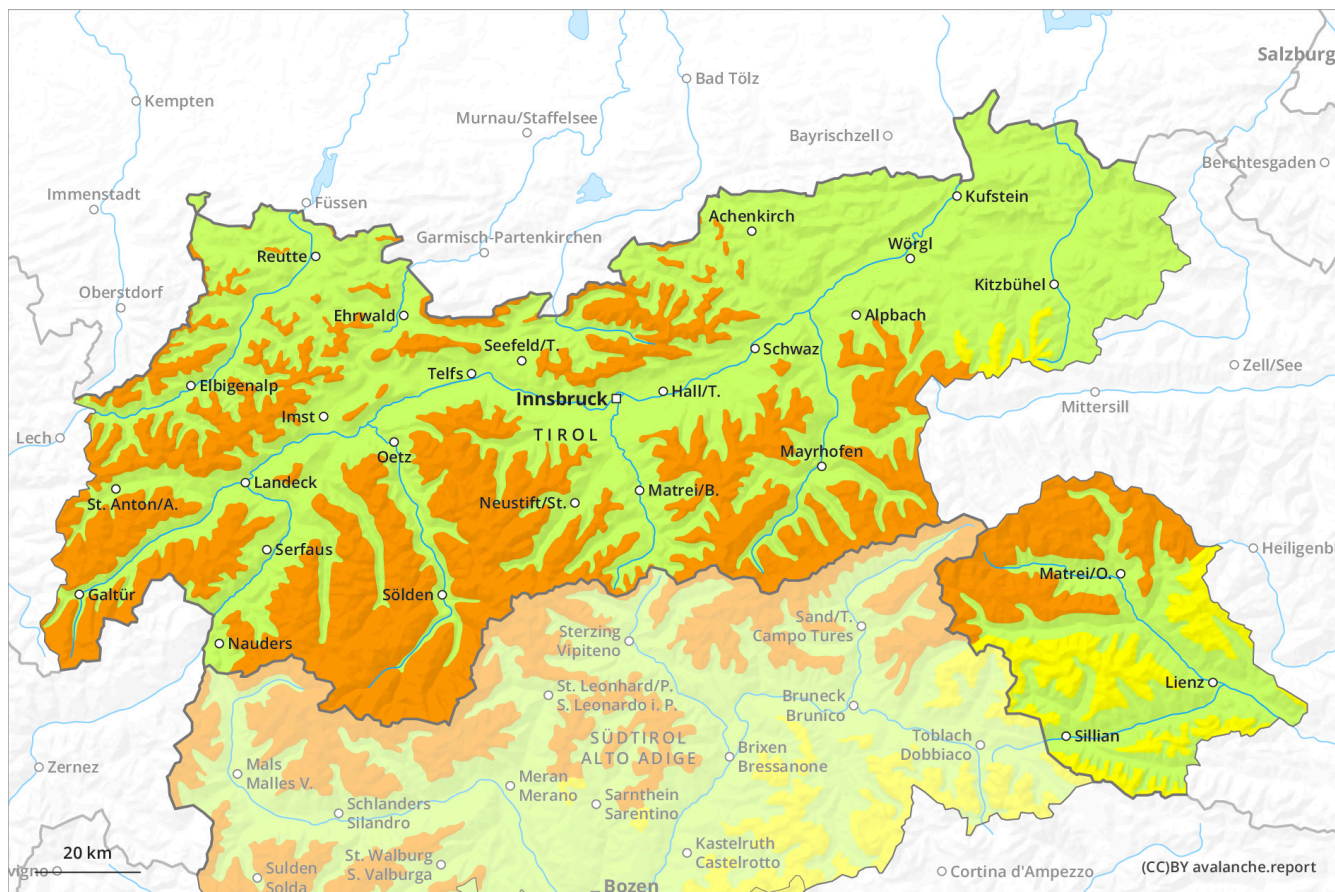 Salzburg
Kempten
Bad Tölz
Murnau/Staffelsee
Bayrischzell
Berchtesgaden
Immenstadt
Füssen
Kufstein
Achenkirch
Garmisch-Partenkirchen
Wörgl
Reutte
Kitzbühel
Oberstdorf
Ehrwald
Alpbach
Seefeld/T.
Schwaz
Zell/See
Telfs
Elbigenalp
Hall/T.
Innsbruck
Mittersill
Imst
Lech
TIROL
Oetz
Mayrhofen
Landeck
Matrei/B.
St. Anton/A.
Neustift/St.
Serfaus
Heiligenb
Matrei/O.
Galtür
Sölden
Sand/T.
Campo Tures
Sterzing
Vipiteno
Nauders
Lienz
St. Leonhard/P.
S. Leonardo i. P.
Bruneck
Brunico
SÜDTIROL
ALTO ADIGE
Toblach
Dobbiaco
Sillian
Brixen
Bressanone
Zernez
Mals
Malles V.
Meran
Merano
Sarnthein
Sarentino
Schlanders
Silandro
20 km
Kastelruth
Castelrotto
St. Walburg
S. Valburga
vigno
Sulden
Solda
Cortina d'Ampezzo
(CC)BY avalanche.report
Bozen